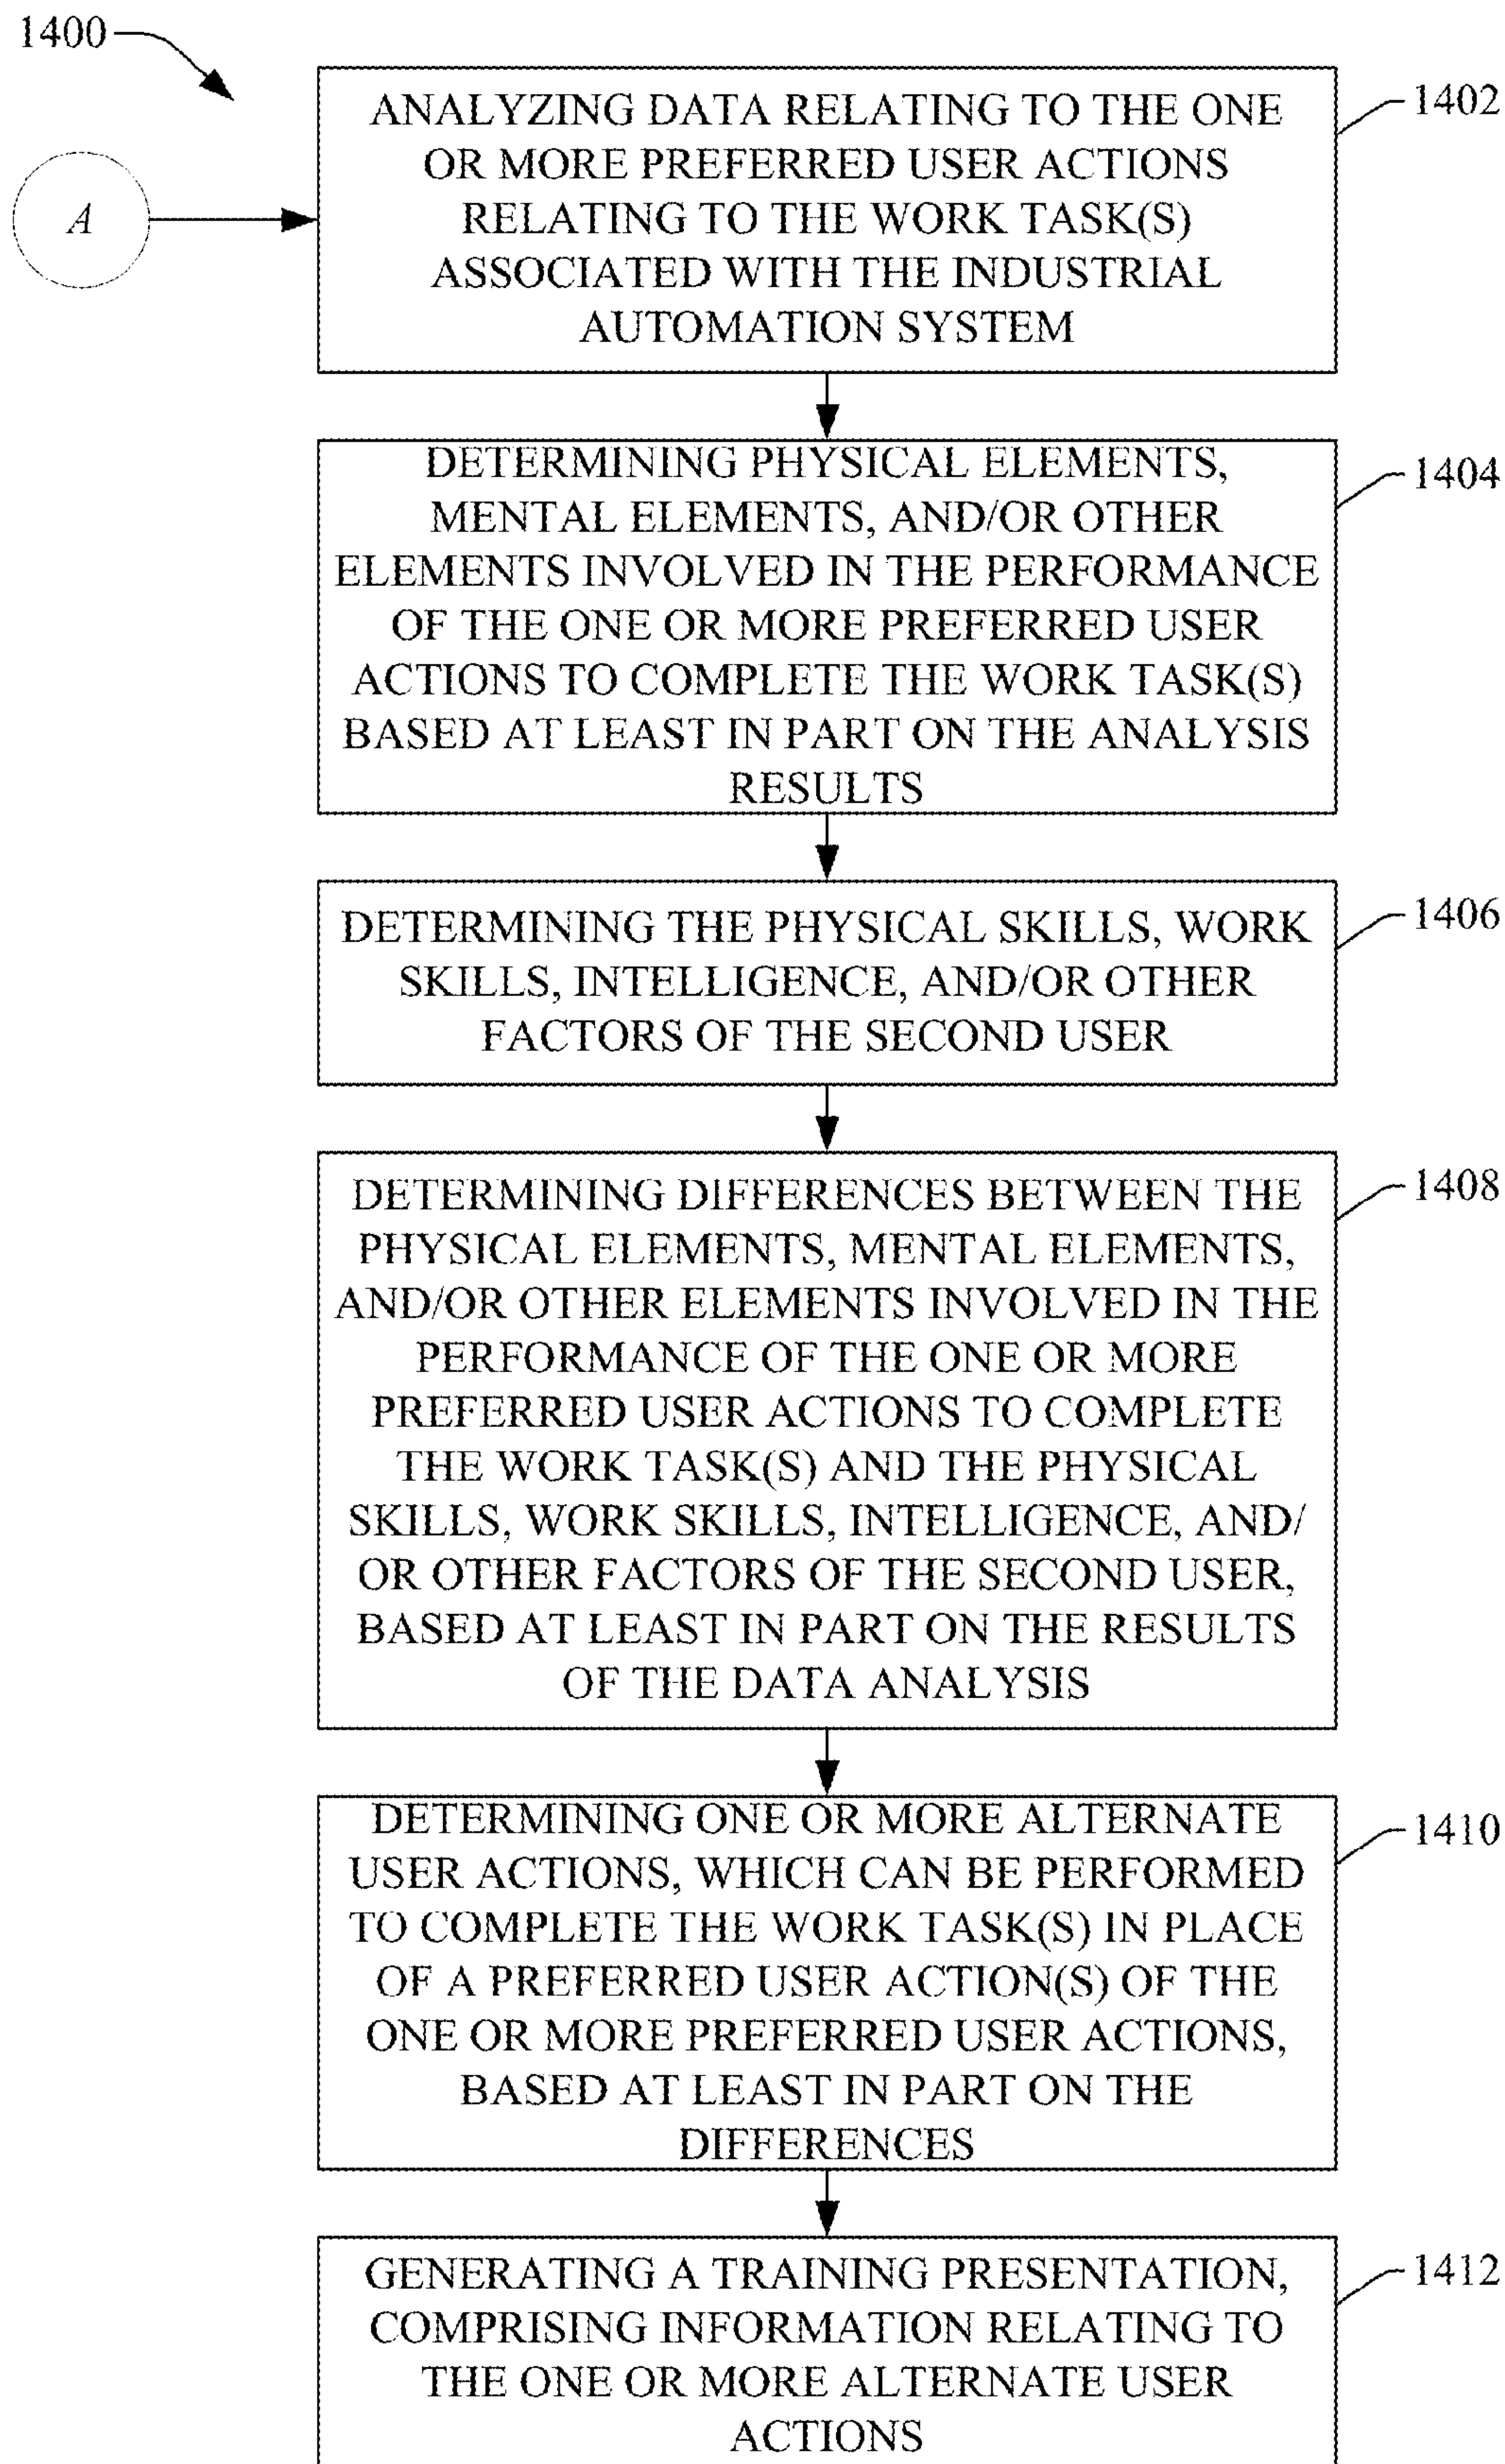 1400
ANALYZING DATA RELATING TO THE ONE
OR MORE PREFERRED USER ACTIONS
RELATING TO THE WORK TASK(S)
ASSOCIATED WITH THE INDUSTRIAL
AUTOMATION SYSTEM
1402
A
DETERMINING PHYSICAL ELEMENTS,
MENTAL ELEMENTS, AND/OR OTHER
ELEMENTS INVOLVED IN THE PERFORMANCE
OF THE ONE OR MORE PREFERRED USER
ACTIONS TO COMPLETE THE WORK TASK(S)
BASED AT LEAST IN PART ON THE ANALYSIS
RESULTS
1404
DETERMINING THE PHYSICAL SKILLS, WORK
SKILLS, INTELLIGENCE, AND/OR OTHER
FACTORS OF THE SECOND USER
1406
DETERMINING DIFFERENCES BETWEEN THE
PHYSICAL ELEMENTS, MENTAL ELEMENTS,
AND/OR OTHER ELEMENTS INVOLVED IN THE
PERFORMANCE OF THE ONE OR MORE
PREFERRED USER ACTIONS TO COMPLETE
THE WORK TASK(S) AND THE PHYSICAL
SKILLS, WORK SKILLS, INTELLIGENCE, AND/
OR OTHER FACTORS OF THE SECOND USER,
BASED AT LEAST IN PART ON THE RESULTS
OF THE DATA ANALYSIS
1408
DETERMINING ONE OR MORE ALTERNATE
USER ACTIONS, WHICH CAN BE PERFORMED
TO COMPLETE THE WORK TASK(S) IN PLACE
OF A PREFERRED USER ACTION(S) OF THE
ONE OR MORE PREFERRED USER ACTIONS,
BASED AT LEAST IN PART ON THE
DIFFERENCES
1410
GENERATING A TRAINING PRESENTATION,
COMPRISING INFORMATION RELATING TO
THE ONE OR MORE ALTERNATE USER
ACTIONS
1412